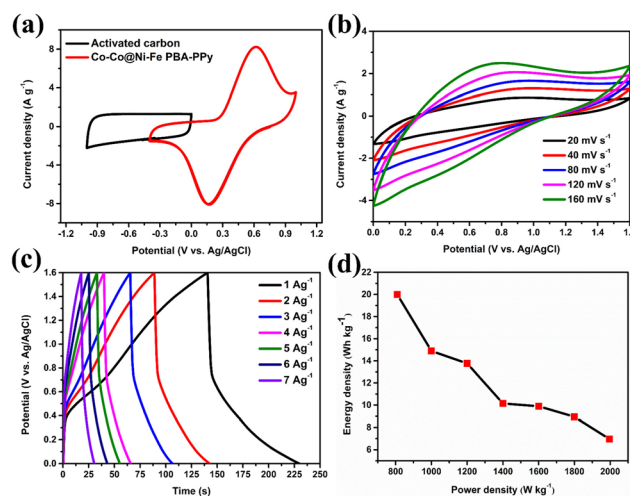 (a)
Activated carbon
Co-Co@Ni-Fe PBA-PPy
Current density (A g⁻¹)
8
4
0
-4
-8
-1.2 -0.9 -0.6 -0.3 0.0 0.3 0.6 0.9 1.2
Potential (V vs. Ag/AgCl)
(b)
Current density (A g⁻¹)
4
2
0
-2
-4
20 mV s⁻¹
40 mV s⁻¹
80 mV s⁻¹
120 mV s⁻¹
160 mV s⁻¹
0.0 0.2 0.4 0.6 0.8 1.0 1.2 1.4 1.6
Potential (V vs. Ag/AgCl)
(c)
Potential (V vs. Ag/AgCl)
1.6
1.4
1.2
1.0
0.8
0.6
0.4
0.2
0.0
1 Ag⁻¹
2 Ag⁻¹
3 Ag⁻¹
4 Ag⁻¹
5 Ag⁻¹
6 Ag⁻¹
7 Ag⁻¹
0 25 50 75 100 125 150 175 200 225 250
Time (s)
(d)
Energy density (Wh kg⁻¹)
22
20
18
16
14
12
10
8
6
800 1000 1200 1400 1600 1800 2000
Power density (W kg⁻¹)